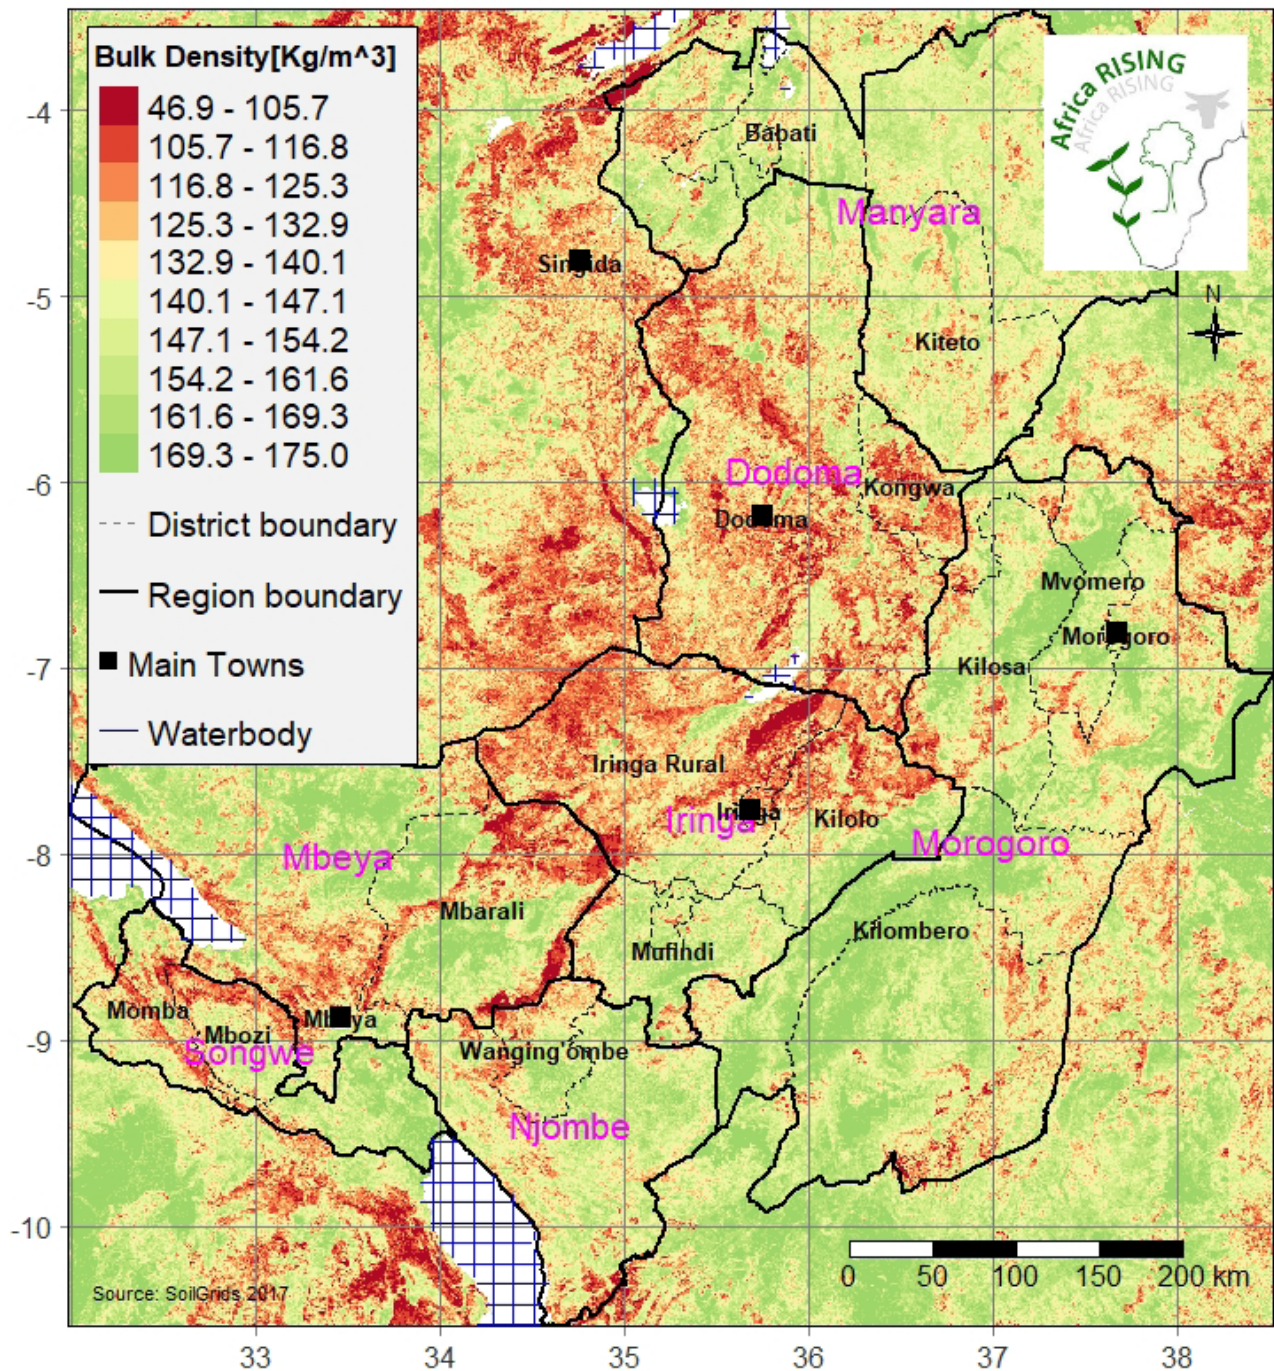 Bulk Density[Kg/m^3]
46.9 - 105.7
105.7 - 116.8
116.8 - 125.3
125.3 - 132.9
132.9 - 140.1
140.1 - 147.1
147.1 - 154.2
154.2 - 161.6
161.6 - 169.3
169.3 - 175.0
District boundary
Region boundary
Main Towns
Waterbody
Africa RISING
Africa RISING
N
Babati
Manyara
Singida
Kiteto
Dodoma
Kongwa
Dodoma
Mvomero
Morogoro
Kilosa
Iringa Rural
Iringa
Iringa
Kilolo
Morogoro
Mbeya
Mbarali
Kilombero
Mufindi
Momba
Mbozi
Mbeya
Songwe
Wanging'ombe
Njombe
Source: SoilGrids 2017
0 50 100 150 200 km
-4
-5
-6
-7
-8
-9
-10
33 34 35 36 37 38